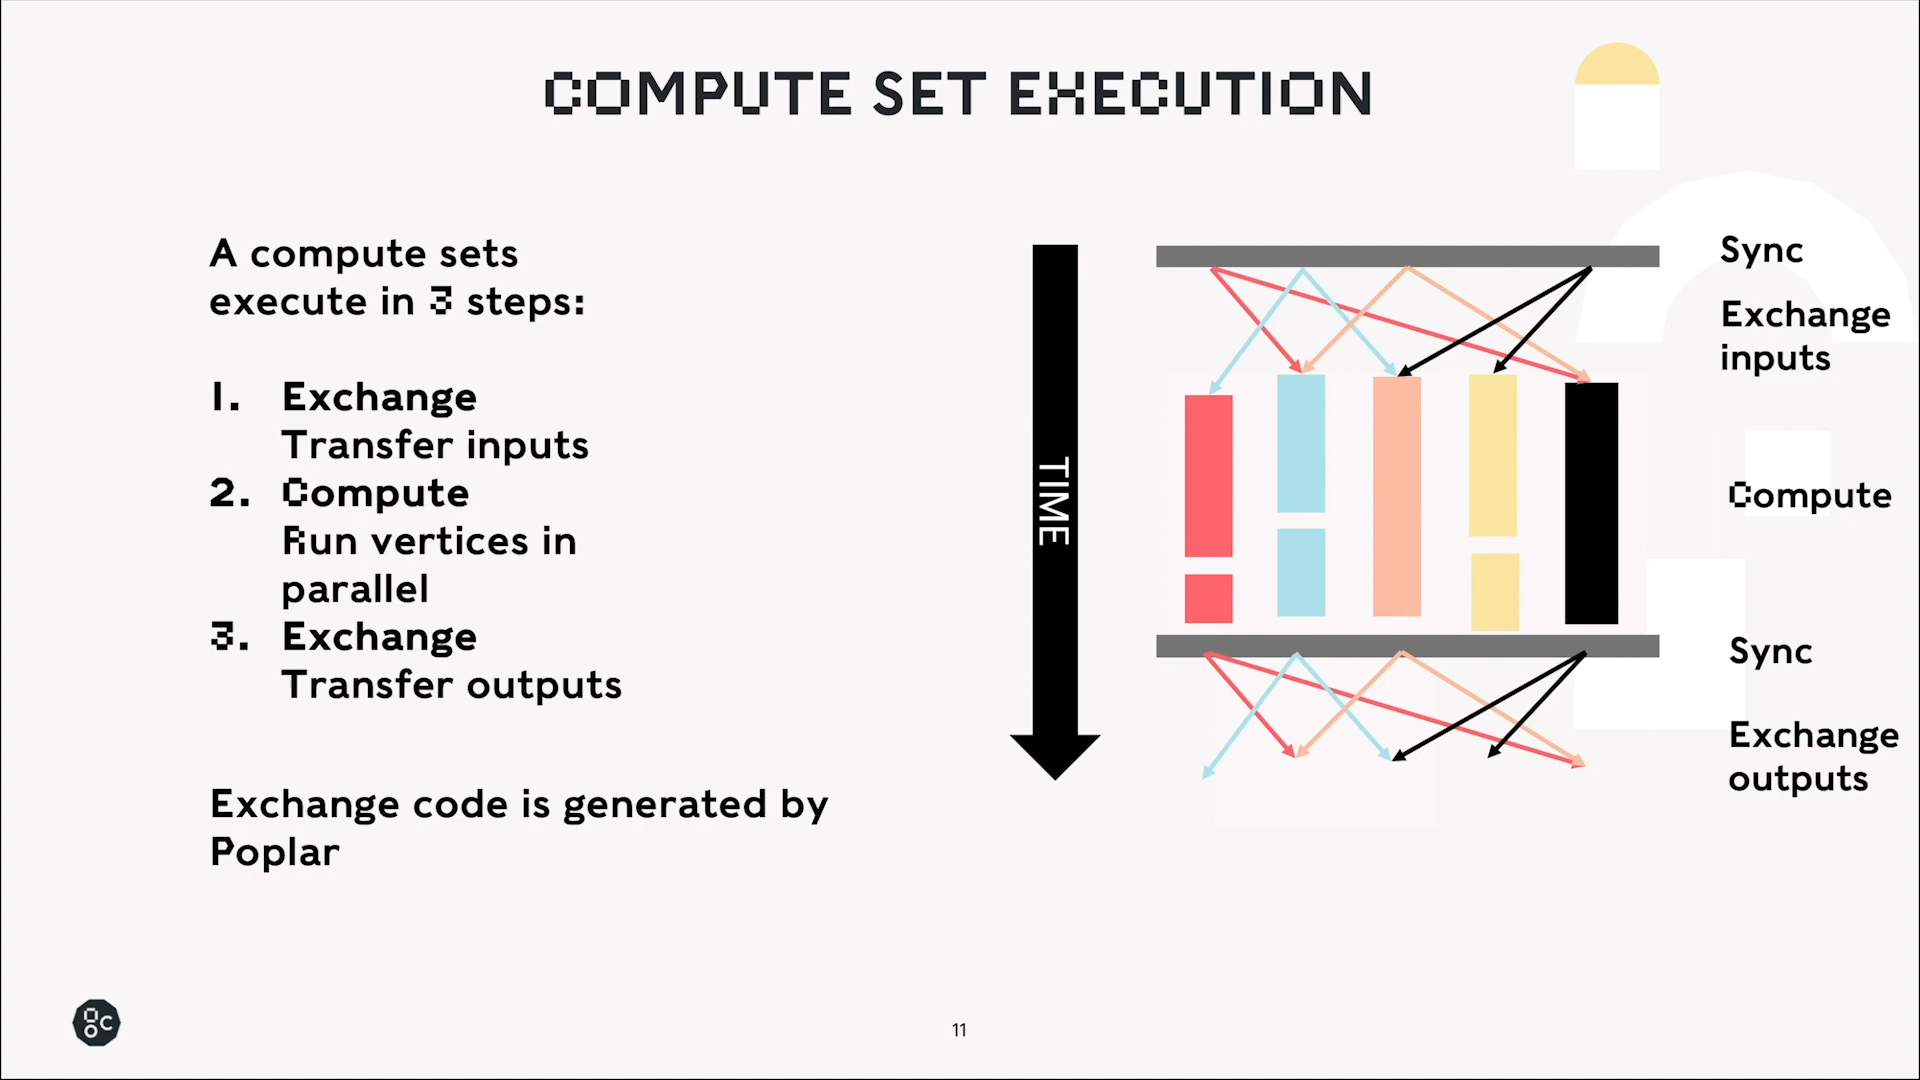 COMPUTE SET EXECUTION
A compute sets
execute in 3 steps:
1. Exchange
Transfer inputs
2. Compute
Run vertices in
parallel
3. Exchange
Transfer outputs
Exchange code is generated by
Poplar
TIME
Sync
Exchange
inputs
Compute
Sync
Exchange
outputs
gc
11